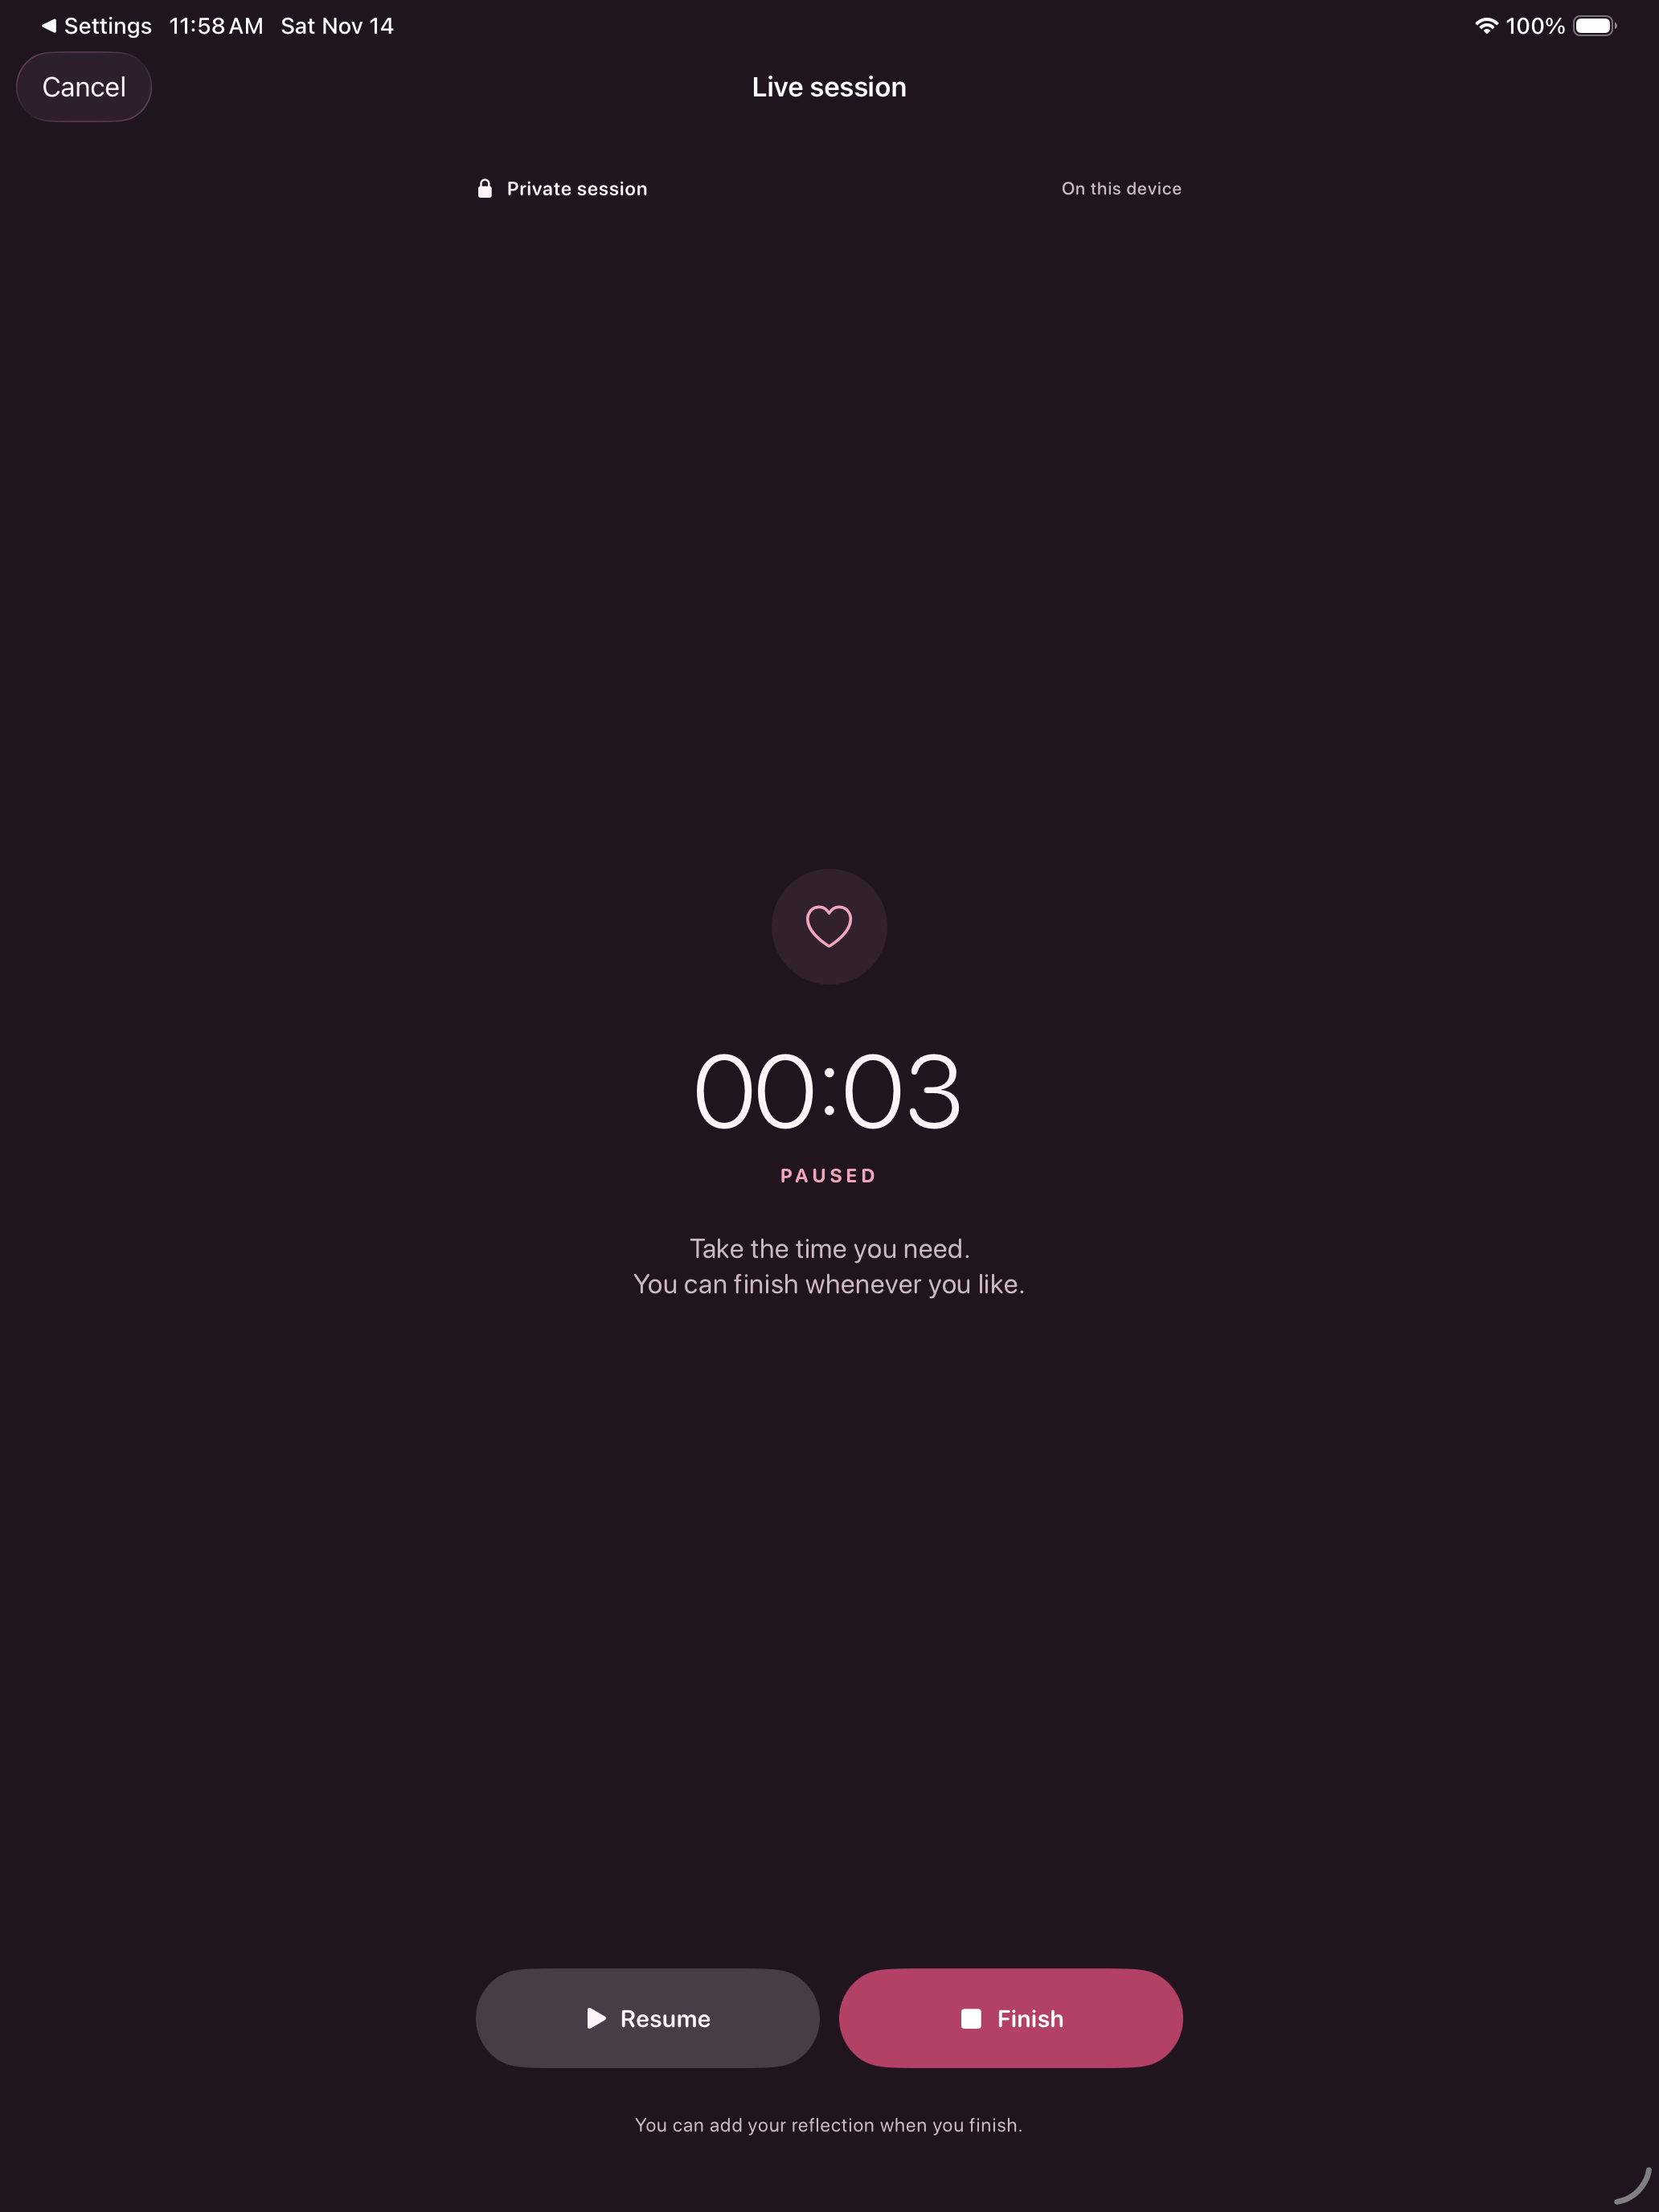 Settings 11:58 AM Sat Nov 14 100%
Cancel Live session
Private session On this device
00:03
PAUSED
Take the time you need.
You can finish whenever you like.
Resume Finish
You can add your reflection when you finish.